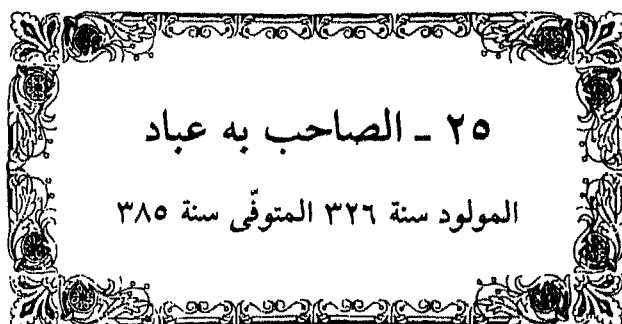 ٢٥ ـ الصاحب به عباد
المولود سنة ٣٢٦ المتوفّى سنة ٣٨٥